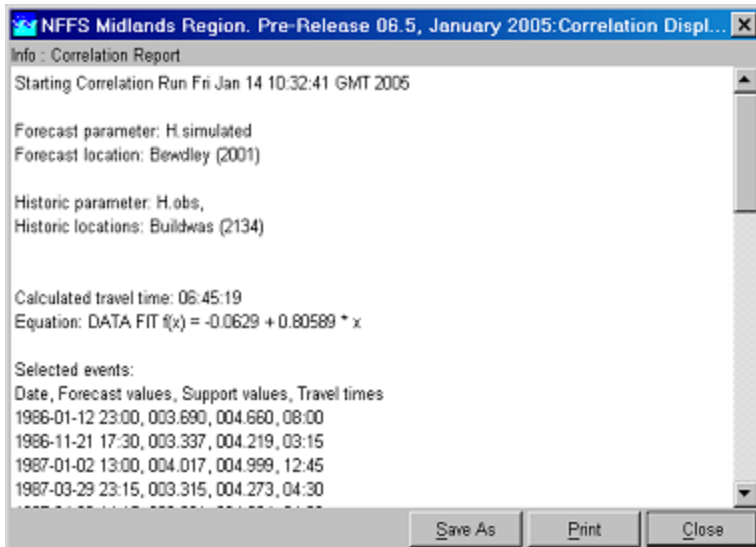 NFFS Midlands Region. Pre-Release 06.5, January 2005:Correlation Displ...
Info : Correlation Report
Starting Correlation Run Fri Jan 14 10:32:41 GMT 2005
Forecast parameter: H.simulated
Forecast location: Bewdley (2001)
Historic parameter: H.obs,
Historic locations: Buildwas (2134)
Calculated travel time: 06:45:19
Equation: DATA FIT f(x) = -0.0629 + 0.80589 * x
Selected events:
Date, Forecast values, Support values, Travel times
1986-01-12 23:00, 003.690, 004.660, 08:00
1986-11-21 17:30, 003.337, 004.219, 03:15
1987-01-02 13:00, 004.017, 004.999, 12:45
1987-03-29 23:15, 003.315, 004.273, 04:30
Save As Print Close